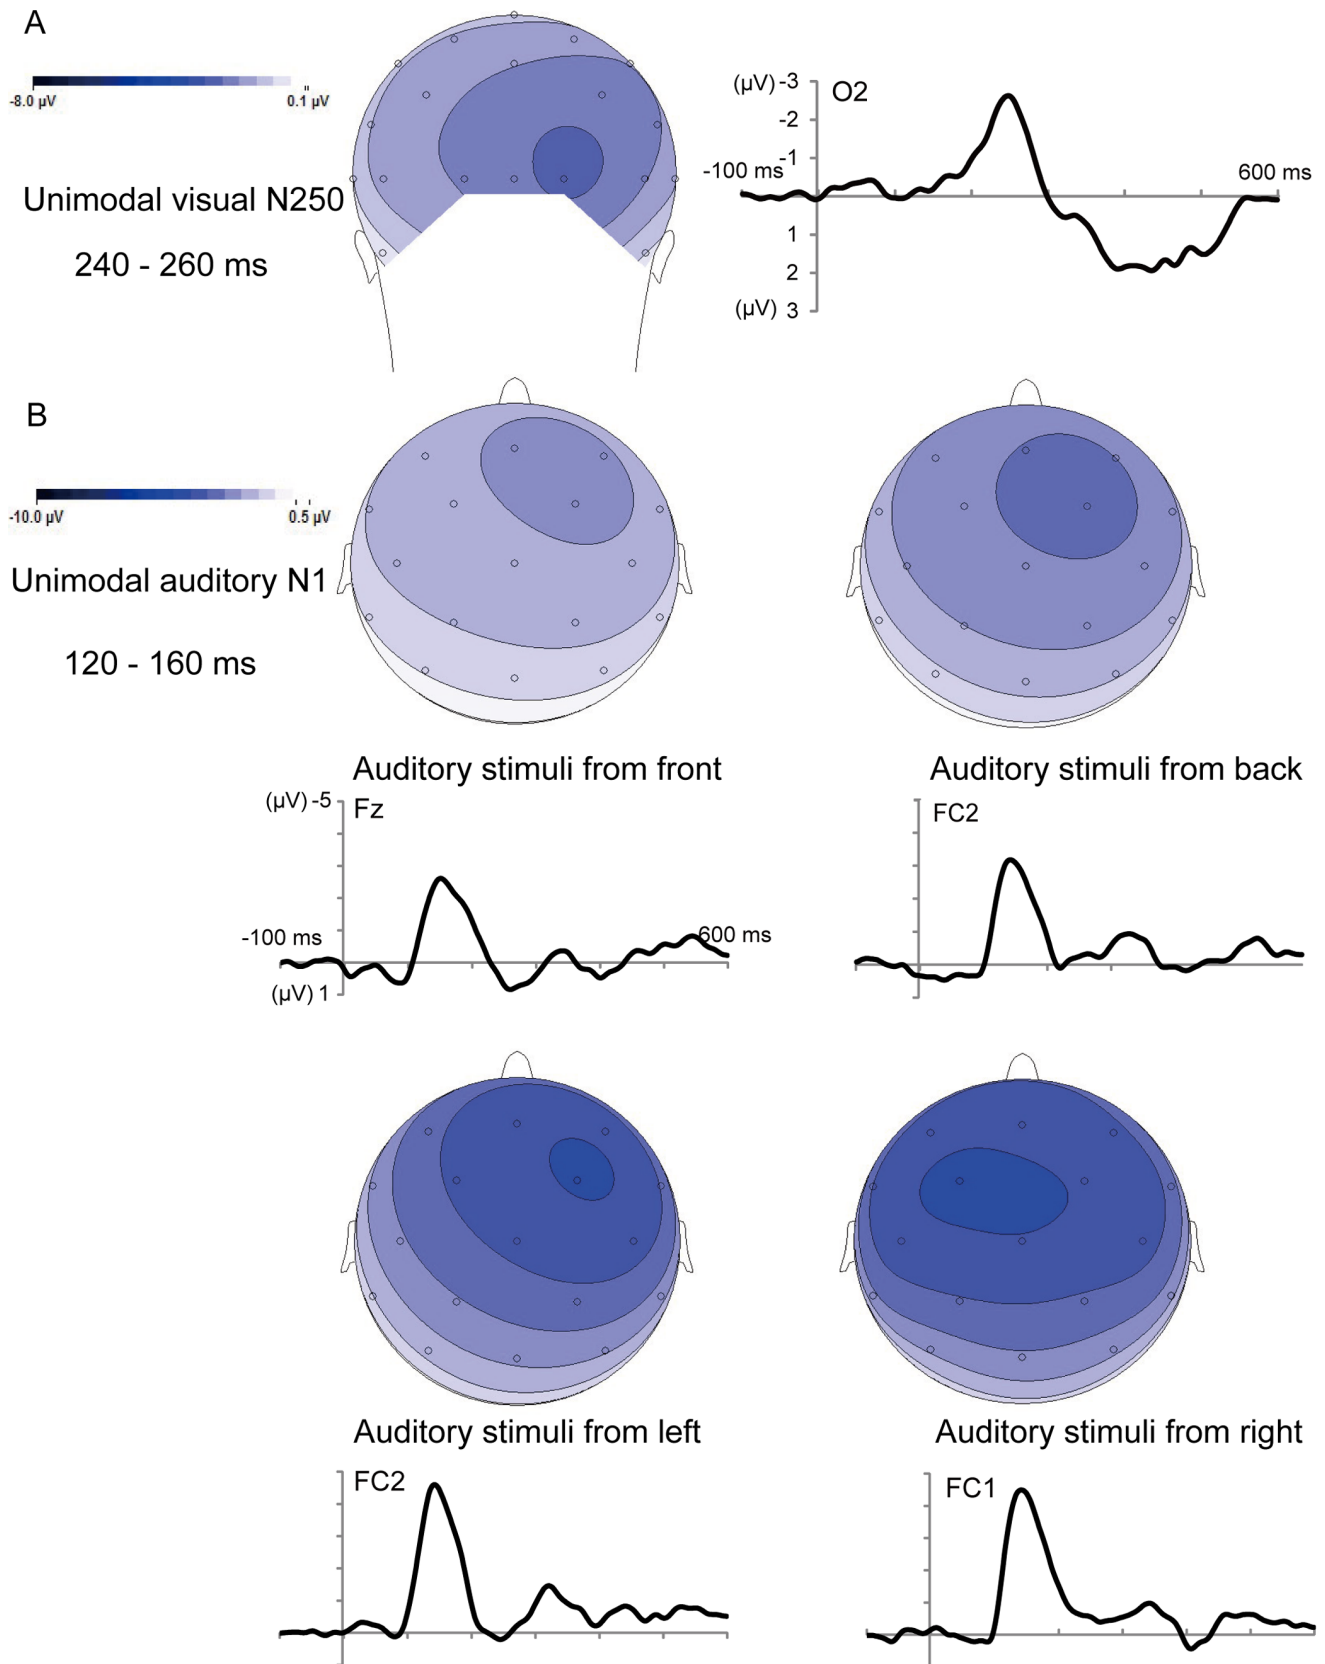 A
-8.0 µV
0.1 µV
Unimodal visual N250
240 - 260 ms
(µV) -3
O2
-2
-1
-100 ms
600 ms
1
2
(µV) 3
B
-10.0 µV
0.5 µV
Unimodal auditory N1
120 - 160 ms
Auditory stimuli from front
Auditory stimuli from back
(µV) -5
Fz
FC2
-100 ms
600 ms
(µV) 1
Auditory stimuli from left
Auditory stimuli from right
FC2
FC1